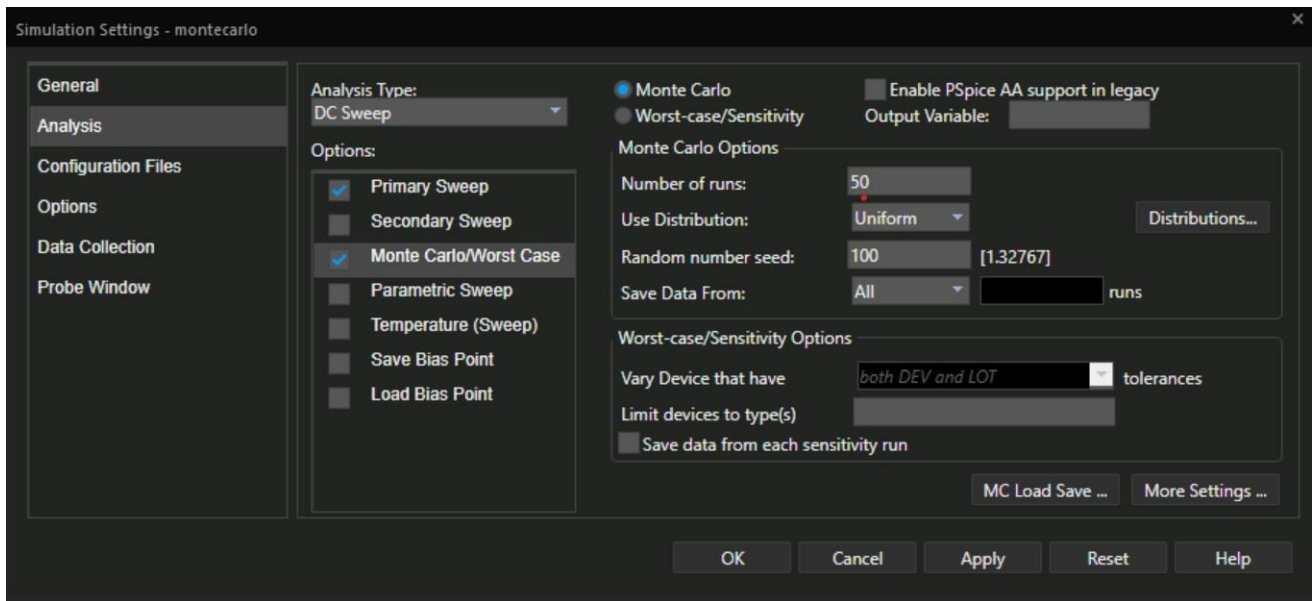 Simulation Settings - montecarlo
General
Analysis
Configuration Files
Options
Data Collection
Probe Window
Analysis Type:
DC Sweep
Options:
Primary Sweep
Secondary Sweep
Monte Carlo/Worst Case
Parametric Sweep
Temperature (Sweep)
Save Bias Point
Load Bias Point
Monte Carlo
Worst-case/Sensitivity
Enable PSpice AA support in legacy
Output Variable:
Monte Carlo Options
Number of runs: 50
Use Distribution: Uniform Distributions...
Random number seed: 100 [1.32767]
Save Data From: All runs
Worst-case/Sensitivity Options
Vary Device that have both DEV and LOT tolerances
Limit devices to type(s)
Save data from each sensitivity run
MC Load Save ... More Settings ...
OK Cancel Apply Reset Help